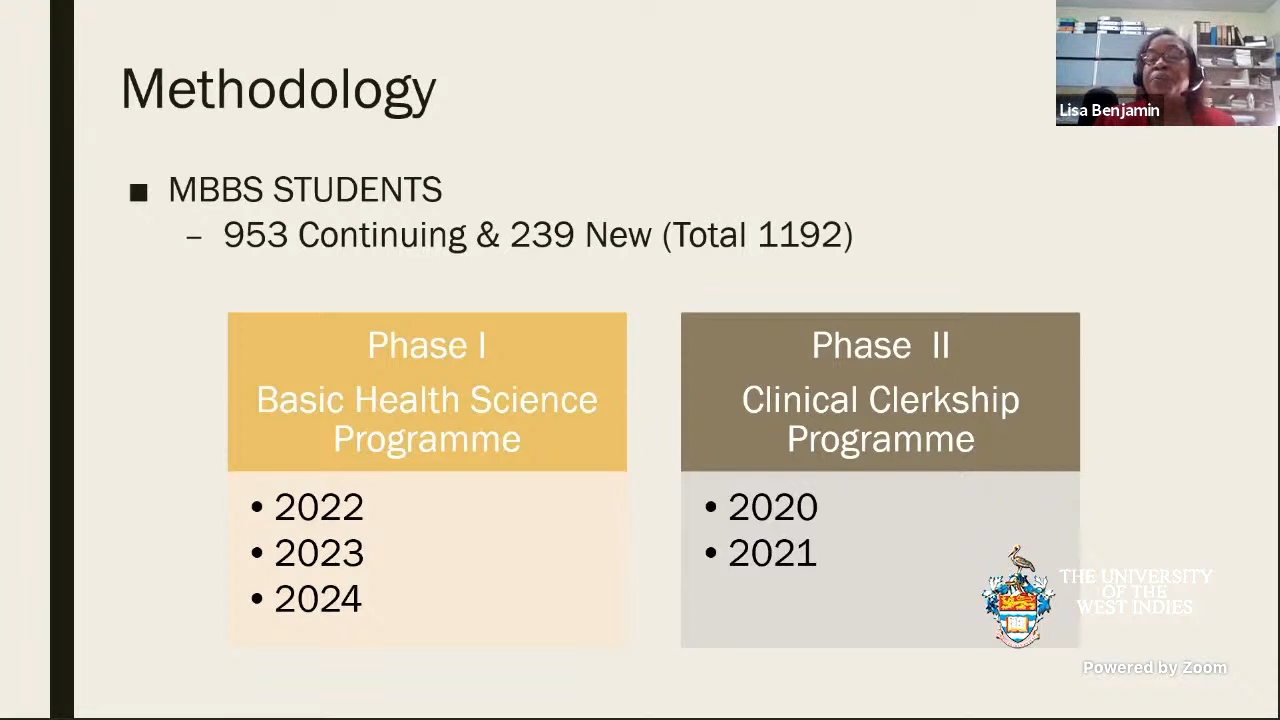 Methodology
Lisa Benjamin
■ MBBS STUDENTS
– 953 Continuing & 239 New (Total 1192)
Phase I
Basic Health Science
Programme
• 2022
• 2023
• 2024
Phase II
Clinical Clerkship
Programme
• 2020
• 2021
THE UNIVERSITY
OF THE
WEST INDIES
Powered by Zoom